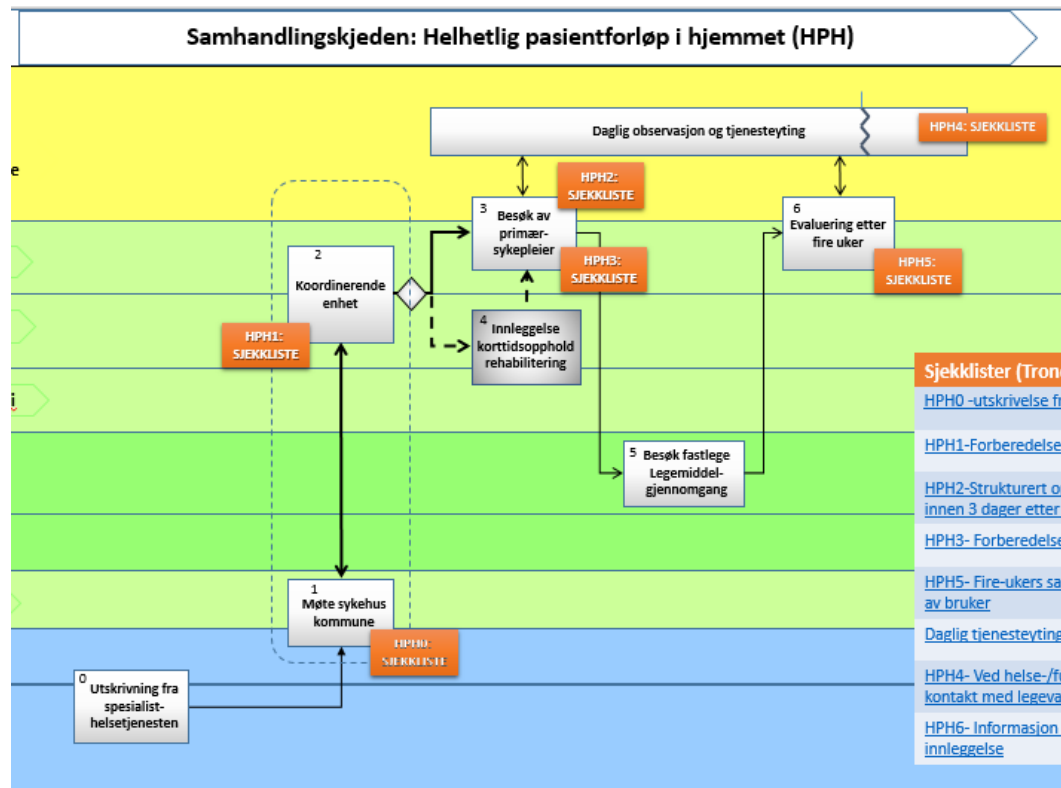 Samhandlingskjeden: Helhetlig pasientforløp i hjemmet (HPH)
Daglig observasjon og tjenesteyting
HPH4: SJEKKLISTE
e
HPH2:
SJEKKLISTE
3
Besøk av
primær-
sykepleier
6
Evaluering etter
fire uker
2
Koordinerende
enhet
HPH3:
SJEKKLISTE
HPH5:
SJEKKLISTE
HPH1:
SJEKKLISTE
4
Innleggelse
korttidsopphold
rehabilitering
i
5
Besøk fastlege
Legemiddel-
gjennomgang
1
Møte sykehus
kommune
HPH0:
SJEKKLISTE
0
Utskrivning fra
spesialist-
helsetjenesten
Sjekklister (Tron
HPH0 -utskrivelse fr
HPH1-Forberedelse
HPH2-Strukturert o
innen 3 dager etter
HPH3- Forberedelse
HPH5- Fire-ukers sa
av bruker
Daglig tjenesteyting
HPH4- Ved helse-/f
kontakt med legeva
HPH6- Informasjon
innleggelse